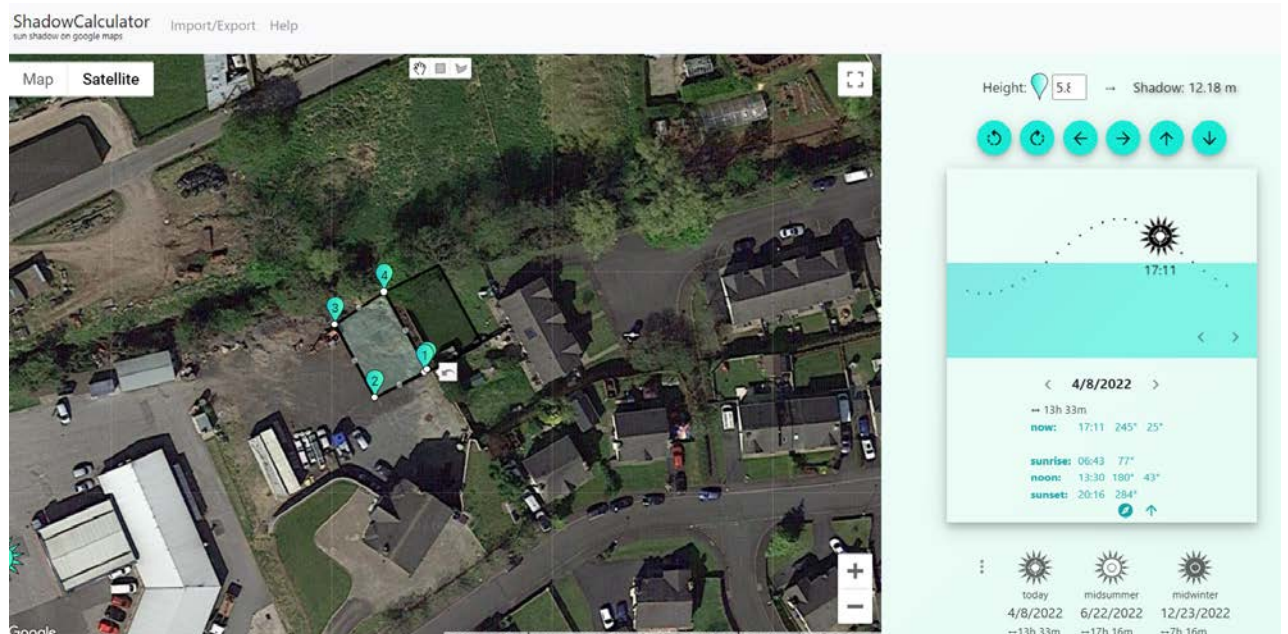 ShadowCalculator
sun shadow on google maps
Import/Export Help
Map Satellite
Height: 5.8 → Shadow: 12.18 m
17:11
4
3
1
2
< 4/8/2022 >
↔ 13h 33m
now: 17:11 245° 25°
sunrise: 06:43 77°
noon: 13:30 180° 43°
sunset: 20:16 284°
today midsummer midwinter
4/8/2022 6/22/2022 12/23/2022
↔13h 33m ↔17h 16m ↔7h 16m
Google